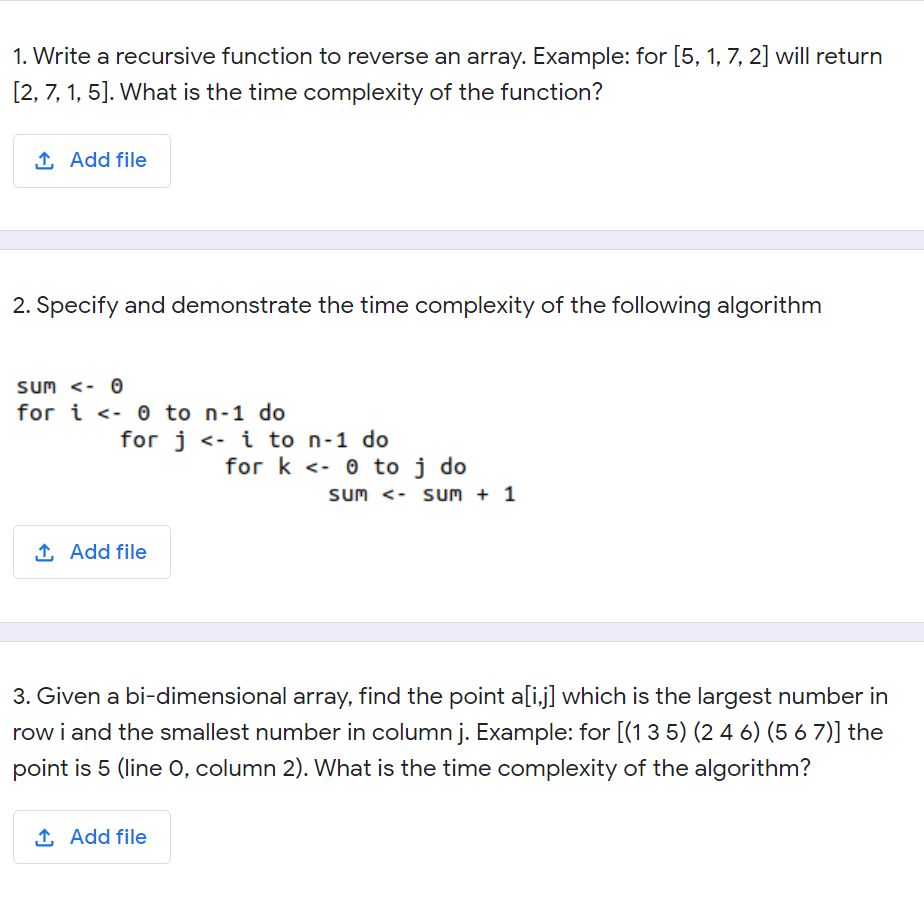 1. Write a recursive function to reverse an array. Example: for [5, 1, 7, 2] will return
[2, 7, 1, 5]. What is the time complexity of the function?
Add file
2. Specify and demonstrate the time complexity of the following algorithm
sum <- 0
for i <- 0 to n-1 do
for j <- i to n-1 do
for k <- 0 to j do
sum <- sum + 1
Add file
3. Given a bi-dimensional array, find the point a[i,j] which is the largest number in
row i and the smallest number in column j. Example: for [(1 3 5) (2 4 6) (5 6 7)] the
point is 5 (line 0, column 2). What is the time complexity of the algorithm?
Add file